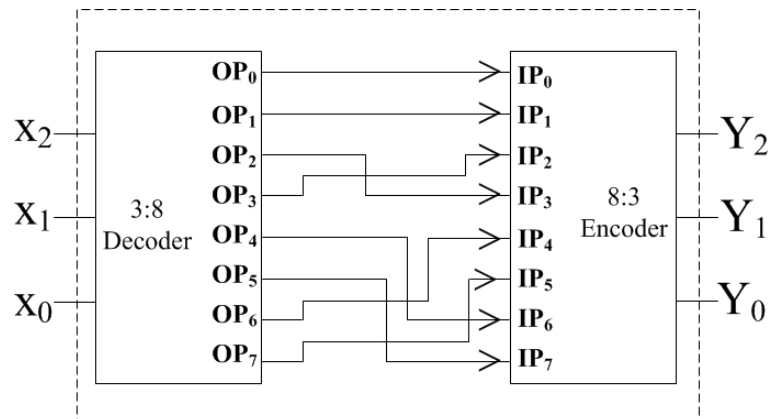 OP₀ IP₀
OP₁ IP₁
X₂ OP₂ IP₂ Y₂
OP₃ IP₃
X₁ 3:8 8:3 Y₁
Decoder OP₄ IP₄ Encoder
OP₅ IP₅
X₀ OP₆ IP₆ Y₀
OP₇ IP₇